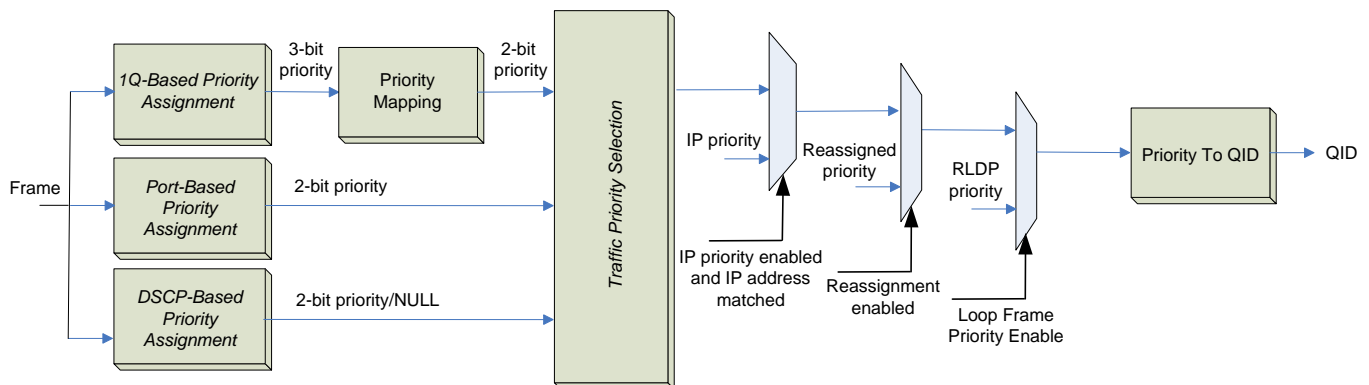 Frame
1Q-Based Priority
Assignment
3-bit
priority
Priority
Mapping
2-bit
priority
Port-Based
Priority
Assignment
2-bit priority
DSCP-Based
Priority
Assignment
2-bit priority/NULL
Traffic Priority Selection
IP priority
IP priority enabled
and IP address
matched
Reassigned
priority
Reassignment
enabled
RLDP
priority
Loop Frame
Priority Enable
Priority To QID
QID